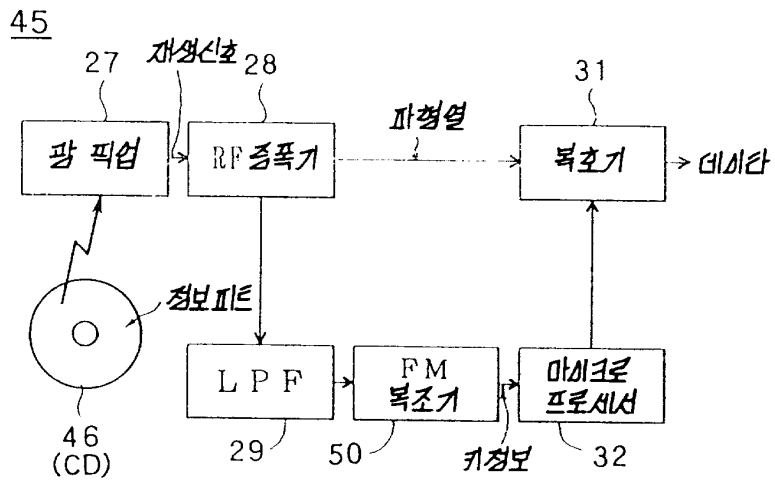 45
27
재생신호
28
31
광 픽업
RF 증폭기
파형열
복호기
데이타
정보피트
LPF
FM
복조기
마이크로
프로세서
46
(CD)
29
50
키정보
32